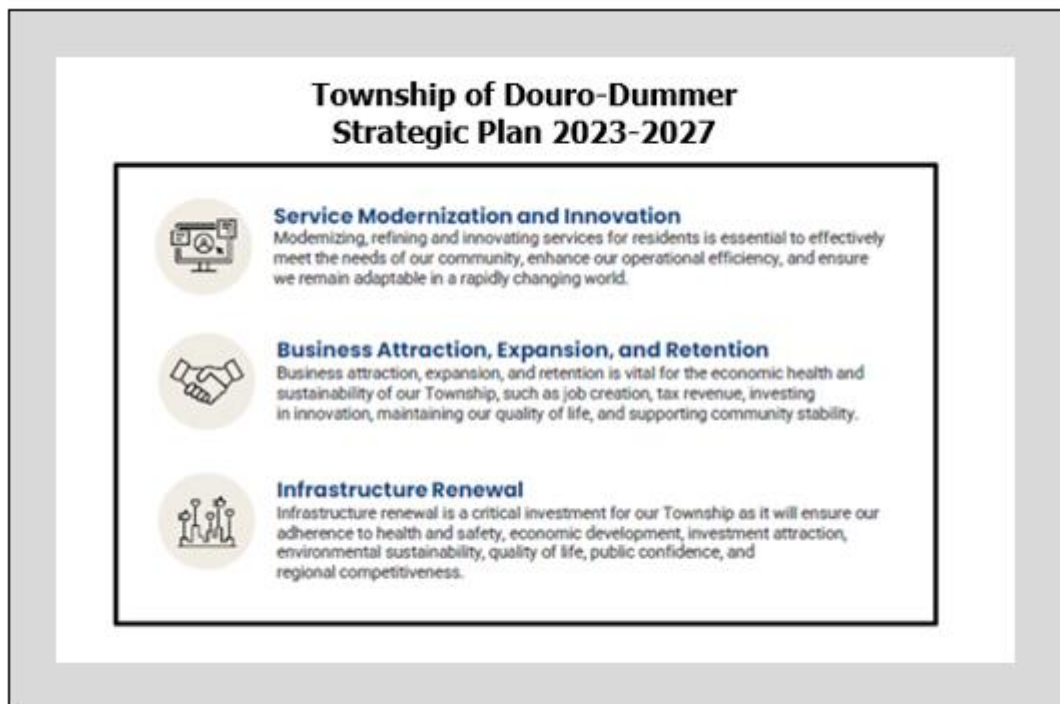 Township of Douro-Dummer
Strategic Plan 2023-2027
Service Modernization and Innovation
Modernizing, refining and innovating services for residents is essential to effectively
meet the needs of our community, enhance our operational efficiency, and ensure
we remain adaptable in a rapidly changing world.
Business Attraction, Expansion, and Retention
Business attraction, expansion, and retention is vital for the economic health and
sustainability of our Township, such as job creation, tax revenue, investing
in innovation, maintaining our quality of life, and supporting community stability.
Infrastructure Renewal
Infrastructure renewal is a critical investment for our Township as it will ensure our
adherence to health and safety, economic development, investment attraction,
environmental sustainability, quality of life, public confidence, and
regional competitiveness.